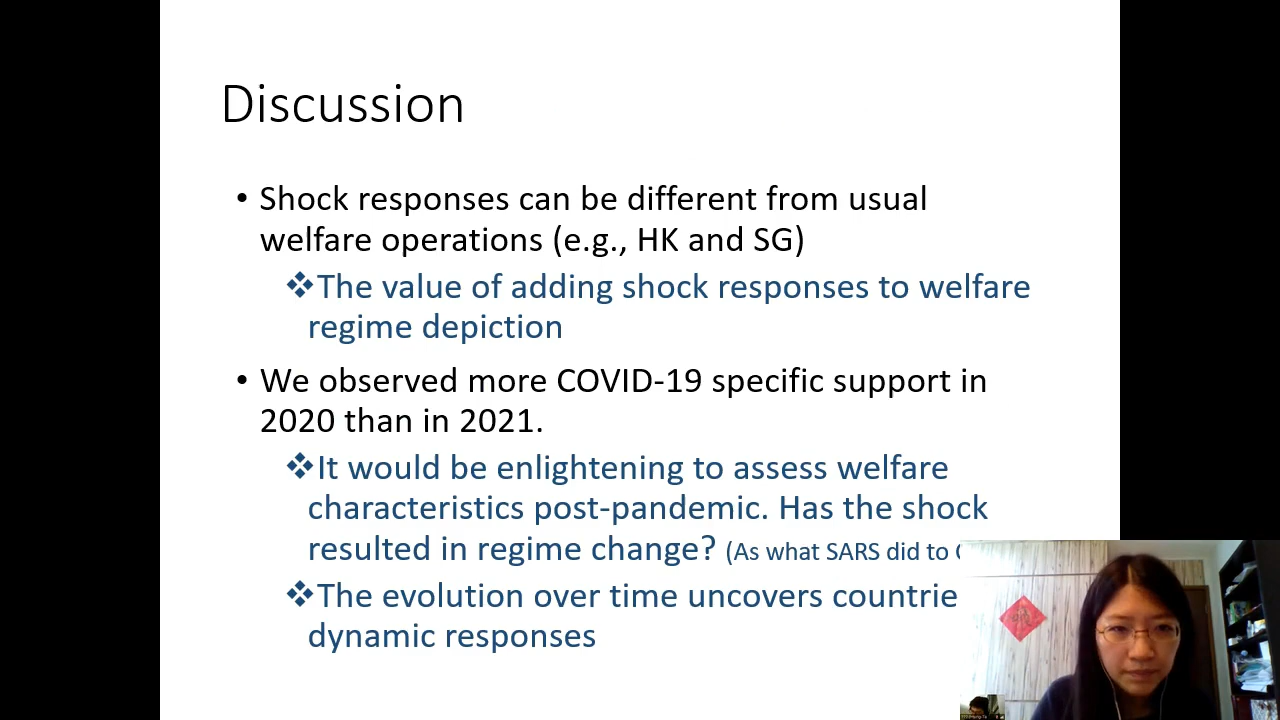 Discussion
• Shock responses can be different from usual
welfare operations (e.g., HK and SG)
❖The value of adding shock responses to welfare
regime depiction
• We observed more COVID-19 specific support in
2020 than in 2021.
❖It would be enlightening to assess welfare
characteristics post-pandemic. Has the shock
resulted in regime change? (As what SARS did to
❖The evolution over time uncovers countrie
dynamic responses